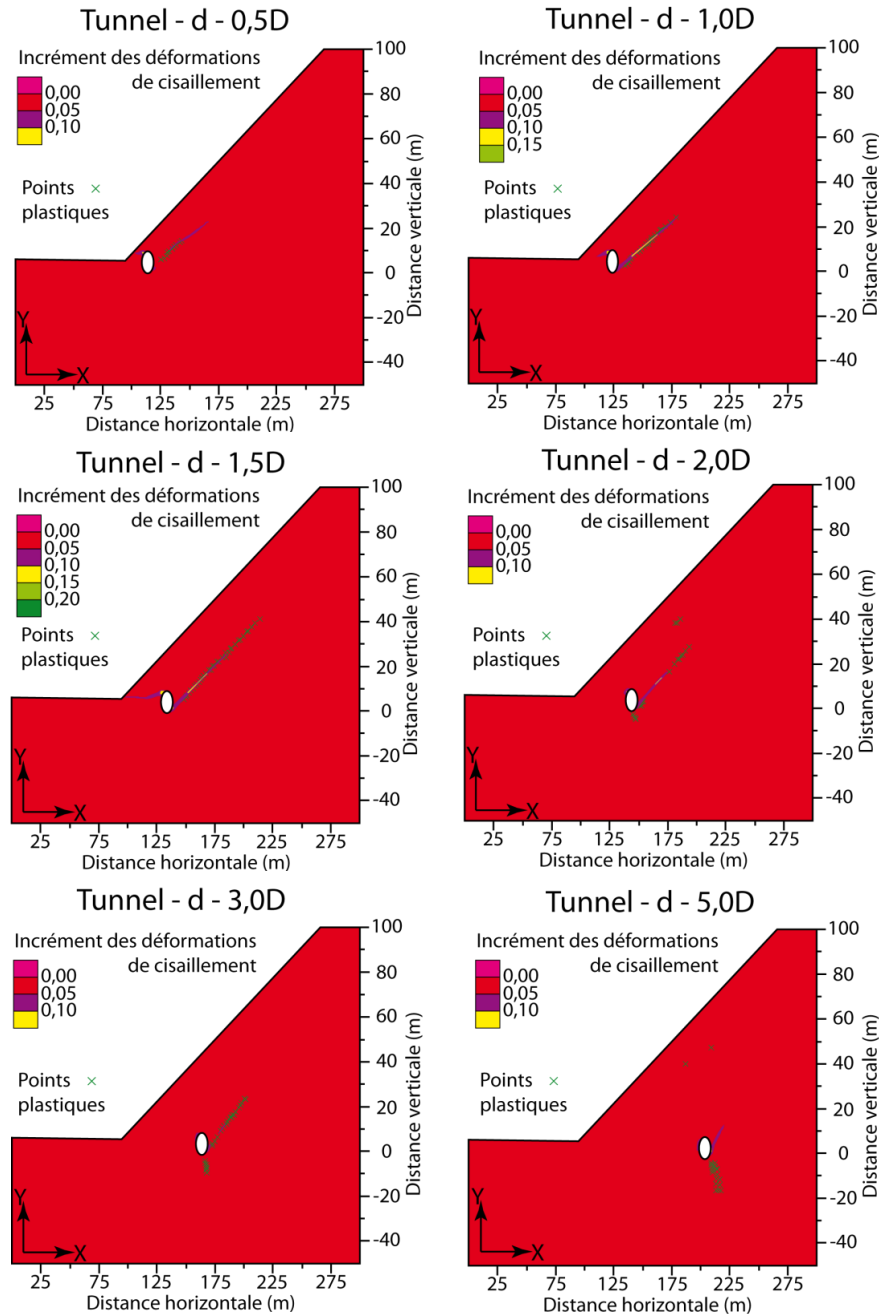 Tunnel - d - 0,5D
Incrément des déformations
de cisaillement
0,00
0,05
0,10
Points ×
plastiques
100
80
60
40
20
0
-20
-40
Distance verticale (m)
Y
X
25 75 125 175 225 275
Distance horizontale (m)
Tunnel - d - 1,0D
Incrément des déformations
de cisaillement
0,00
0,05
0,10
0,15
Points ×
plastiques
100
80
60
40
20
0
-20
-40
Distance verticale (m)
Y
X
25 75 125 175 225 275
Distance horizontale (m)
Tunnel - d - 1,5D
Incrément des déformations
de cisaillement
0,00
0,05
0,10
0,15
0,20
Points ×
plastiques
100
80
60
40
20
0
-20
-40
Distance verticale (m)
Y
X
25 75 125 175 225 275
Distance horizontale (m)
Tunnel - d - 2,0D
Incrément des déformations
de cisaillement
0,00
0,05
0,10
Points ×
plastiques
100
80
60
40
20
0
-20
-40
Distance verticale (m)
Y
X
25 75 125 175 225 275
Distance horizontale (m)
Tunnel - d - 3,0D
Incrément des déformations
de cisaillement
0,00
0,05
0,10
Points ×
plastiques
100
80
60
40
20
0
-20
-40
Distance verticale (m)
Y
X
25 75 125 175 225 275
Distance horizontale (m)
Tunnel - d - 5,0D
Incrément des déformations
de cisaillement
0,00
0,05
0,10
Points ×
plastiques
100
80
60
40
20
0
-20
-40
Distance verticale (m)
Y
X
25 75 125 175 225 275
Distance horizontale (m)